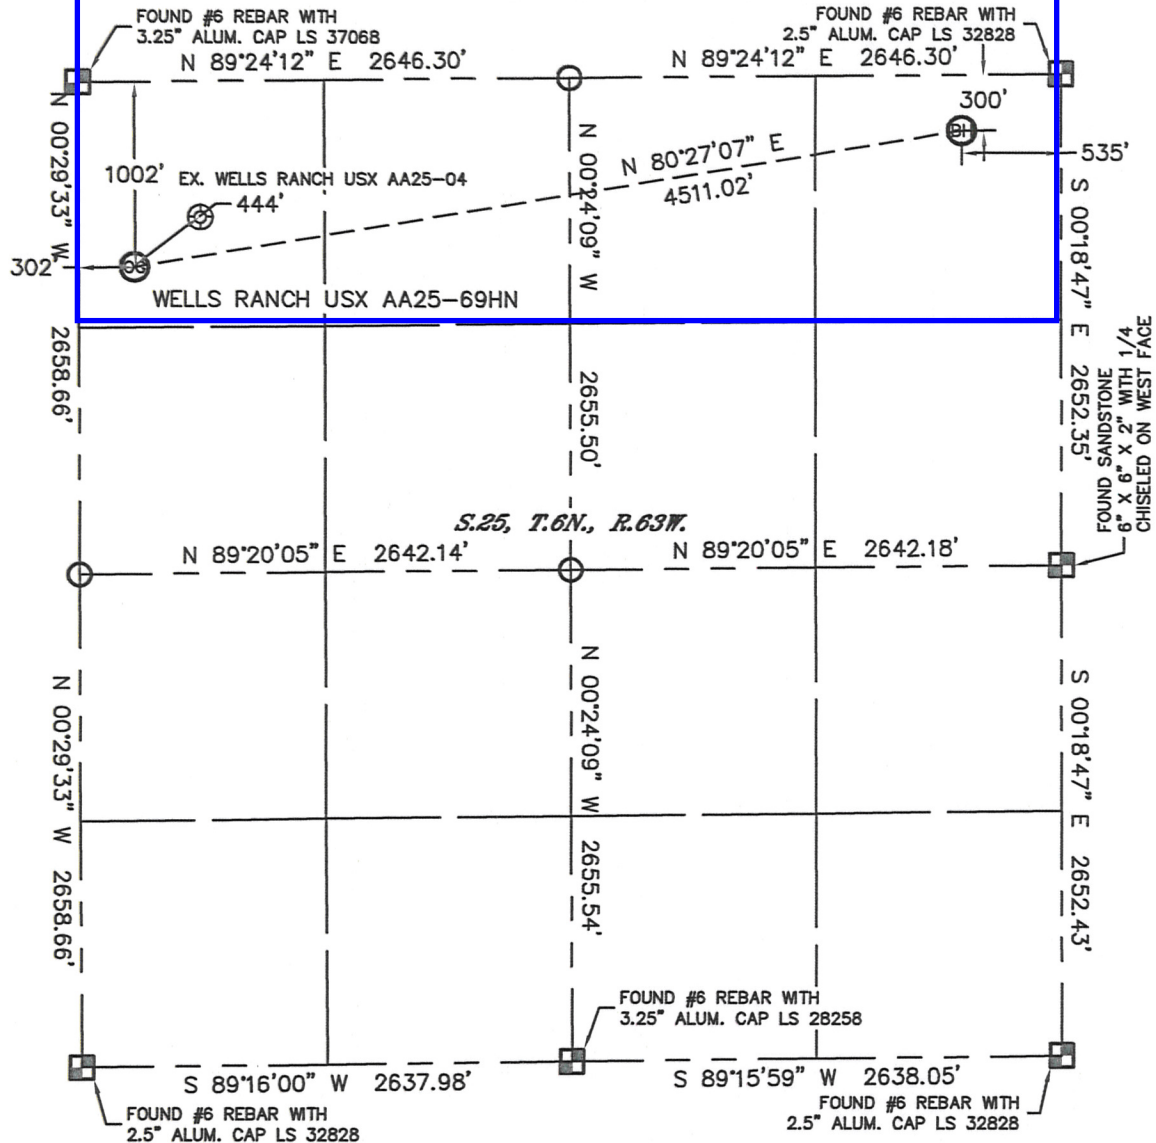 FOUND #6 REBAR WITH
3.25" ALUM. CAP LS 37068
FOUND #6 REBAR WITH
2.5" ALUM. CAP LS 32828
N 89°24'12" E 2646.30'
N 89°24'12" E 2646.30'
300'
535'
N 80°27'07" E
4511.02'
1002'
EX. WELLS RANCH USX AA25-04
444'
302'
WELLS RANCH USX AA25-69HN
N 00°29'33" W
2658.66'
N 00°24'09" W
2655.50'
S 00°18'47" E 2652.35'
FOUND SANDSTONE
6" X 6" X 2" WITH 1/4
CHISELED ON WEST FACE
S.25, T.6N., R.63W.
N 89°20'05" E 2642.14'
N 89°20'05" E 2642.18'
N 00°29'33" W 2658.66'
N 00°24'09" W 2655.54'
S 00°18'47" E 2652.43'
FOUND #6 REBAR WITH
3.25" ALUM. CAP LS 28258
S 89°16'00" W 2637.98'
S 89°15'59" W 2638.05'
FOUND #6 REBAR WITH
2.5" ALUM. CAP LS 32828
FOUND #6 REBAR WITH
2.5" ALUM. CAP LS 32828